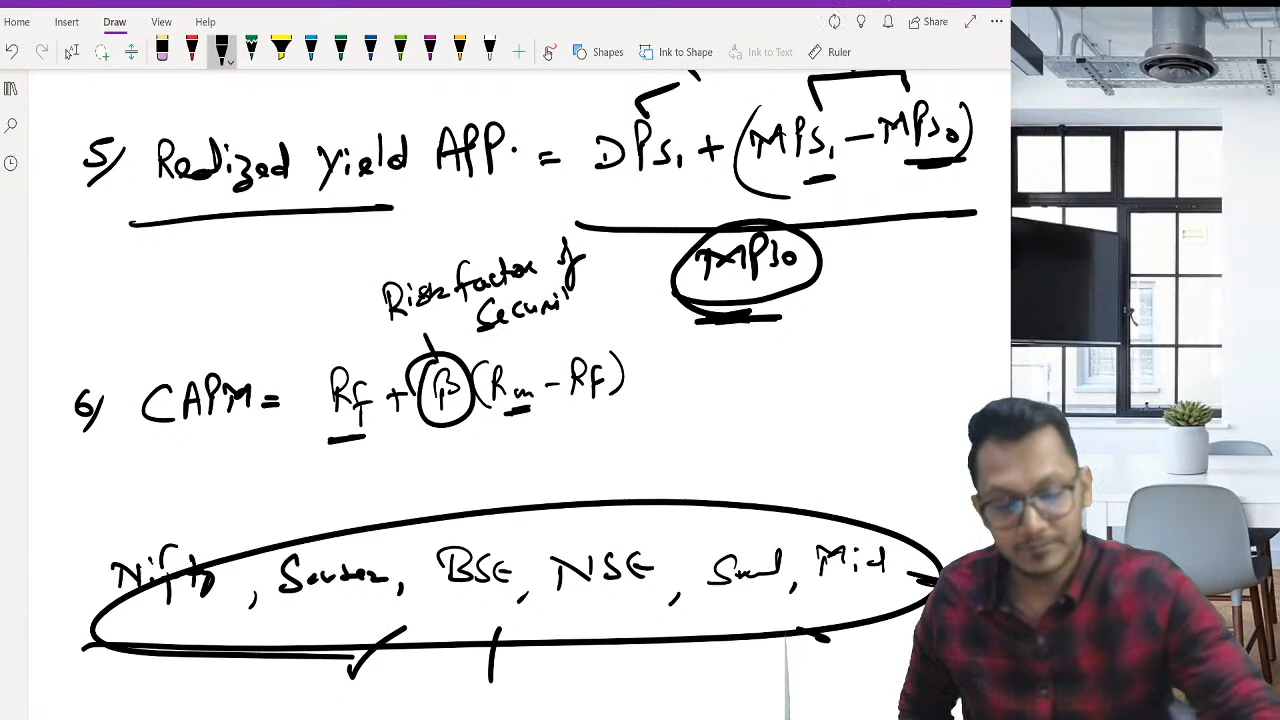 Home Insert Draw View Help Share
Shapes Ink to Shape Ink to Text Ruler
5) Realized Yield APP. = DPS1 + (MPS1 - MPS0)
MPS0
Risk factor of
Securi
6) CAPM = Rf + β (Rm - Rf)
Nifty, Sensex, BSE, NSE, Small, Mid